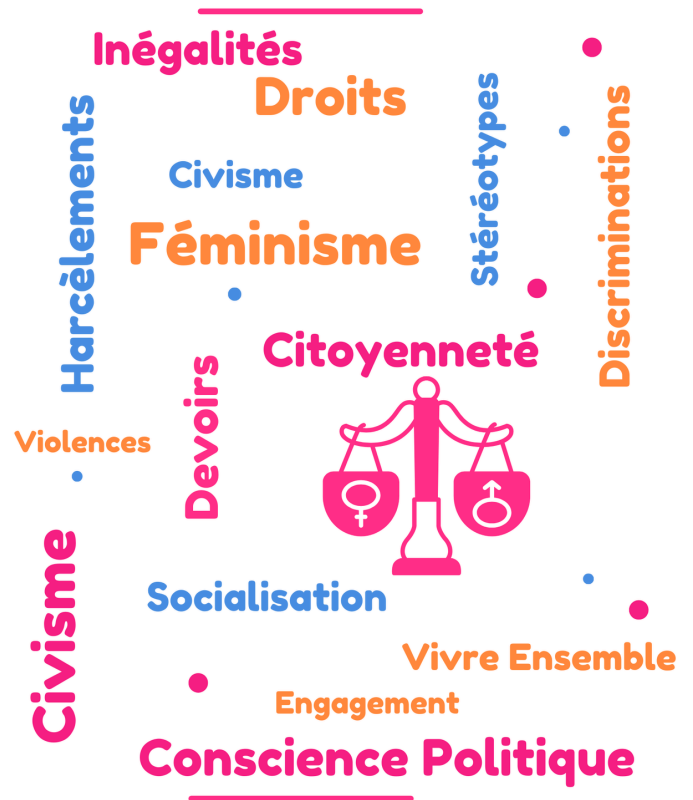 Inégalités
Droits
Stéréotypes
Discriminations
Harcèlements
Civisme
Féminisme
Citoyenneté
Devoirs
Violences
Civisme
Socialisation
Vivre Ensemble
Engagement
Conscience Politique